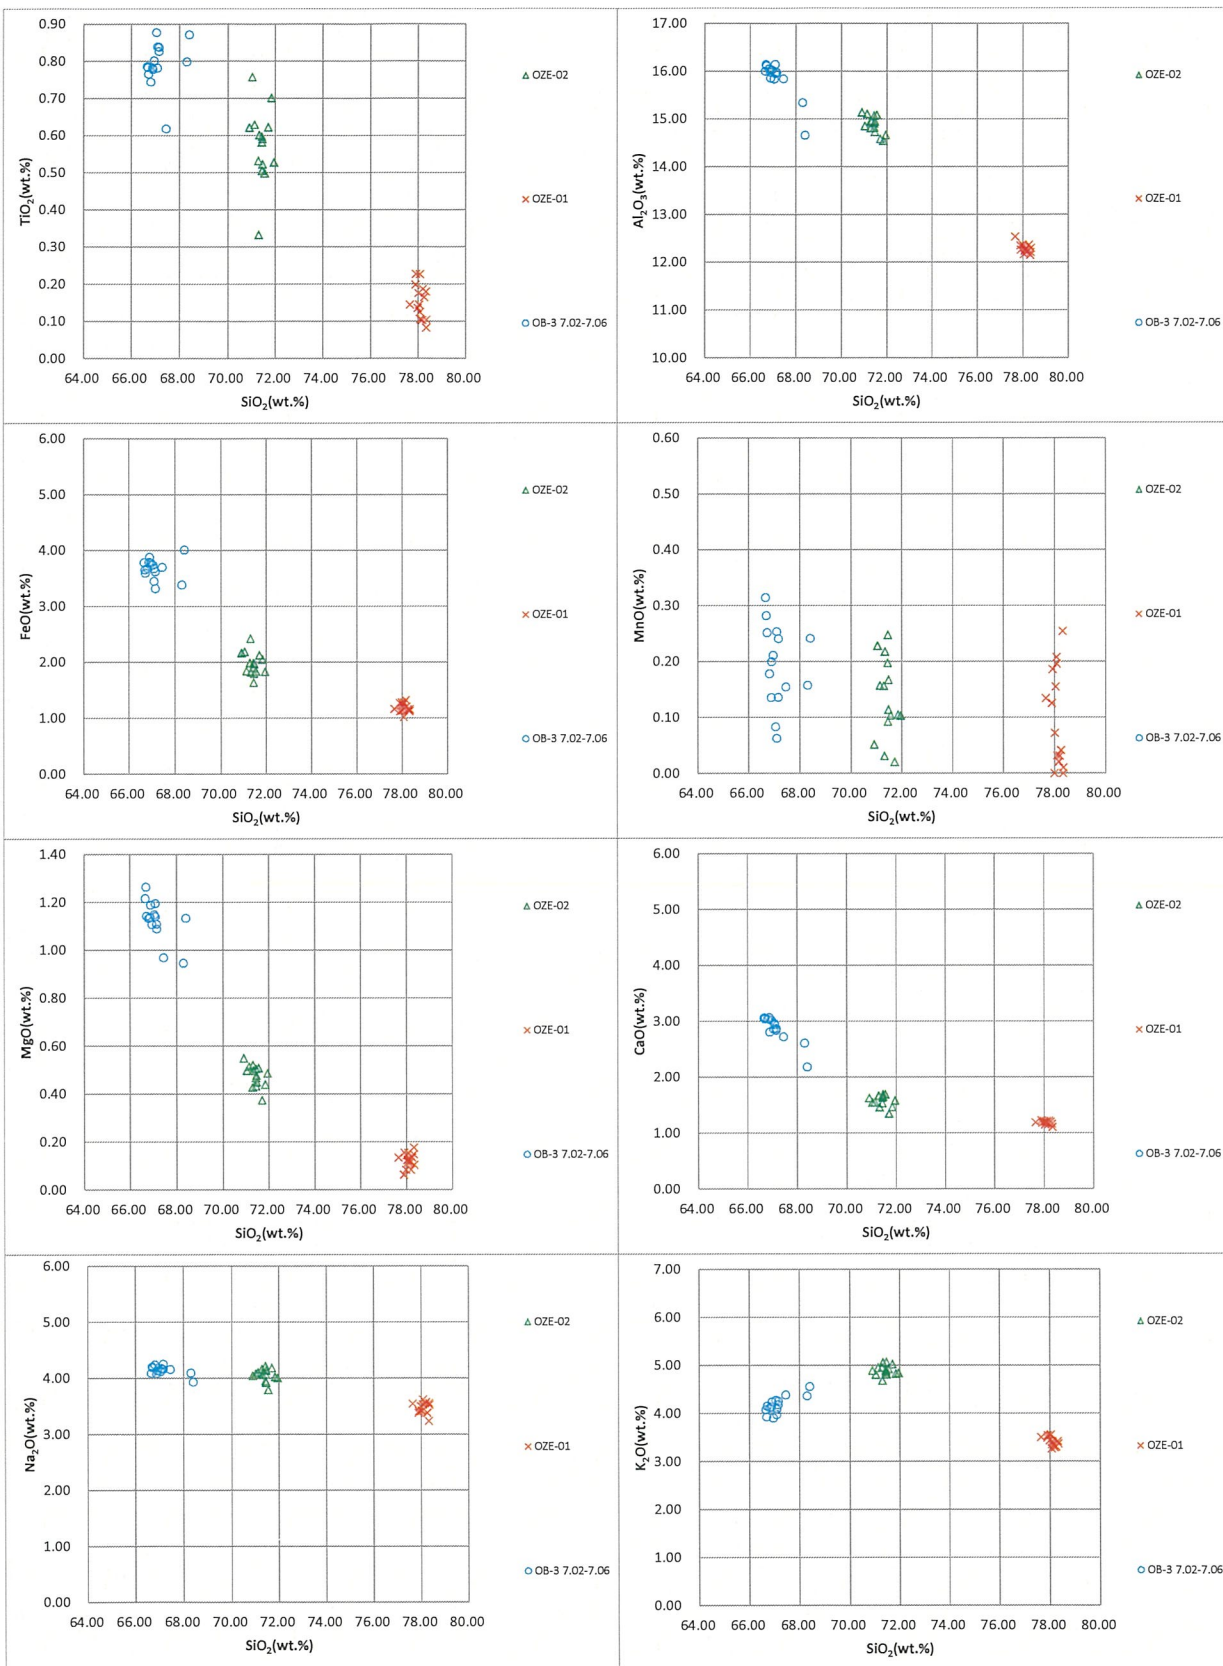 0.90
0.80
0.70
0.60
0.50
0.40
0.30
0.20
0.10
0.00
TiO₂(wt.%)
64.00 66.00 68.00 70.00 72.00 74.00 76.00 78.00 80.00
SiO₂(wt.%)
OZE-02
OZE-01
OB-3 7.02-7.06
17.00
16.00
15.00
14.00
13.00
12.00
11.00
10.00
Al₂O₃(wt.%)
64.00 66.00 68.00 70.00 72.00 74.00 76.00 78.00 80.00
SiO₂(wt.%)
OZE-02
OZE-01
OB-3 7.02-7.06
6.00
5.00
4.00
3.00
2.00
1.00
0.00
FeO(wt.%)
64.00 66.00 68.00 70.00 72.00 74.00 76.00 78.00 80.00
SiO₂(wt.%)
OZE-02
OZE-01
OB-3 7.02-7.06
0.60
0.50
0.40
0.30
0.20
0.10
0.00
MnO(wt.%)
64.00 66.00 68.00 70.00 72.00 74.00 76.00 78.00 80.00
SiO₂(wt.%)
OZE-02
OZE-01
OB-3 7.02-7.06
1.40
1.20
1.00
0.80
0.60
0.40
0.20
0.00
MgO(wt.%)
64.00 66.00 68.00 70.00 72.00 74.00 76.00 78.00 80.00
SiO₂(wt.%)
OZE-02
OZE-01
OB-3 7.02-7.06
6.00
5.00
4.00
3.00
2.00
1.00
0.00
CaO(wt.%)
64.00 66.00 68.00 70.00 72.00 74.00 76.00 78.00 80.00
SiO₂(wt.%)
OZE-02
OZE-01
OB-3 7.02-7.06
6.00
5.00
4.00
3.00
2.00
1.00
0.00
Na₂O(wt.%)
64.00 66.00 68.00 70.00 72.00 74.00 76.00 78.00 80.00
SiO₂(wt.%)
OZE-02
OZE-01
OB-3 7.02-7.06
7.00
6.00
5.00
4.00
3.00
2.00
1.00
0.00
K₂O(wt.%)
64.00 66.00 68.00 70.00 72.00 74.00 76.00 78.00 80.00
SiO₂(wt.%)
OZE-02
OZE-01
OB-3 7.02-7.06